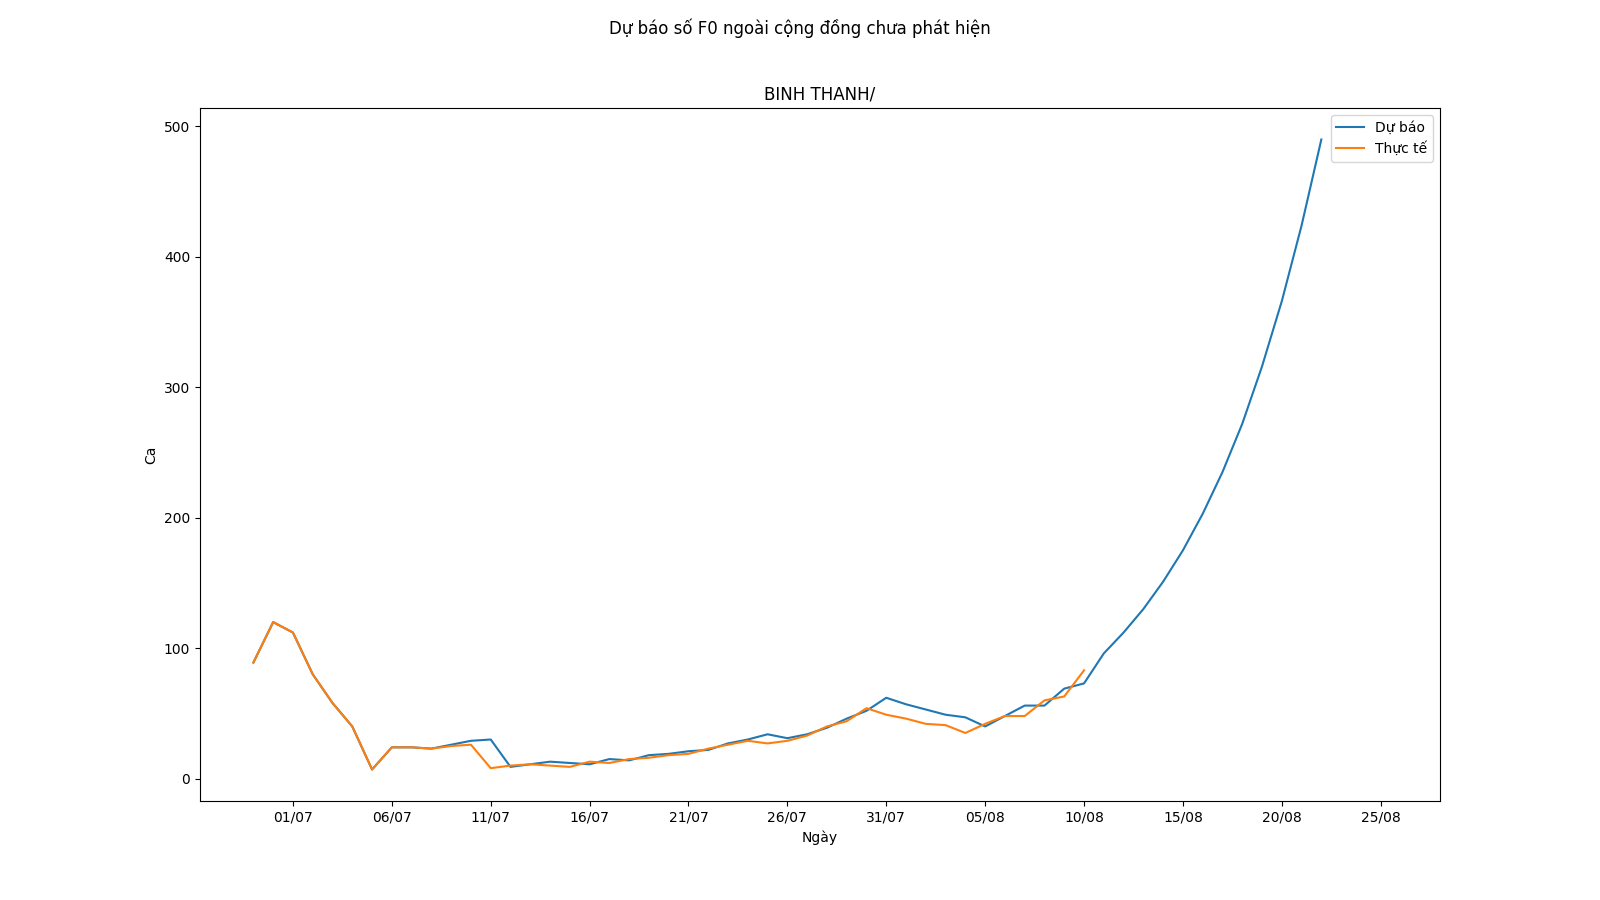 Dự báo số F0 ngoài cộng đồng chưa phát hiện
BINH THANH/
Dự báo
Thực tế
500
400
300
200
100
0
Ca
01/07 06/07 11/07 16/07 21/07 26/07 31/07 05/08 10/08 15/08 20/08 25/08
Ngày